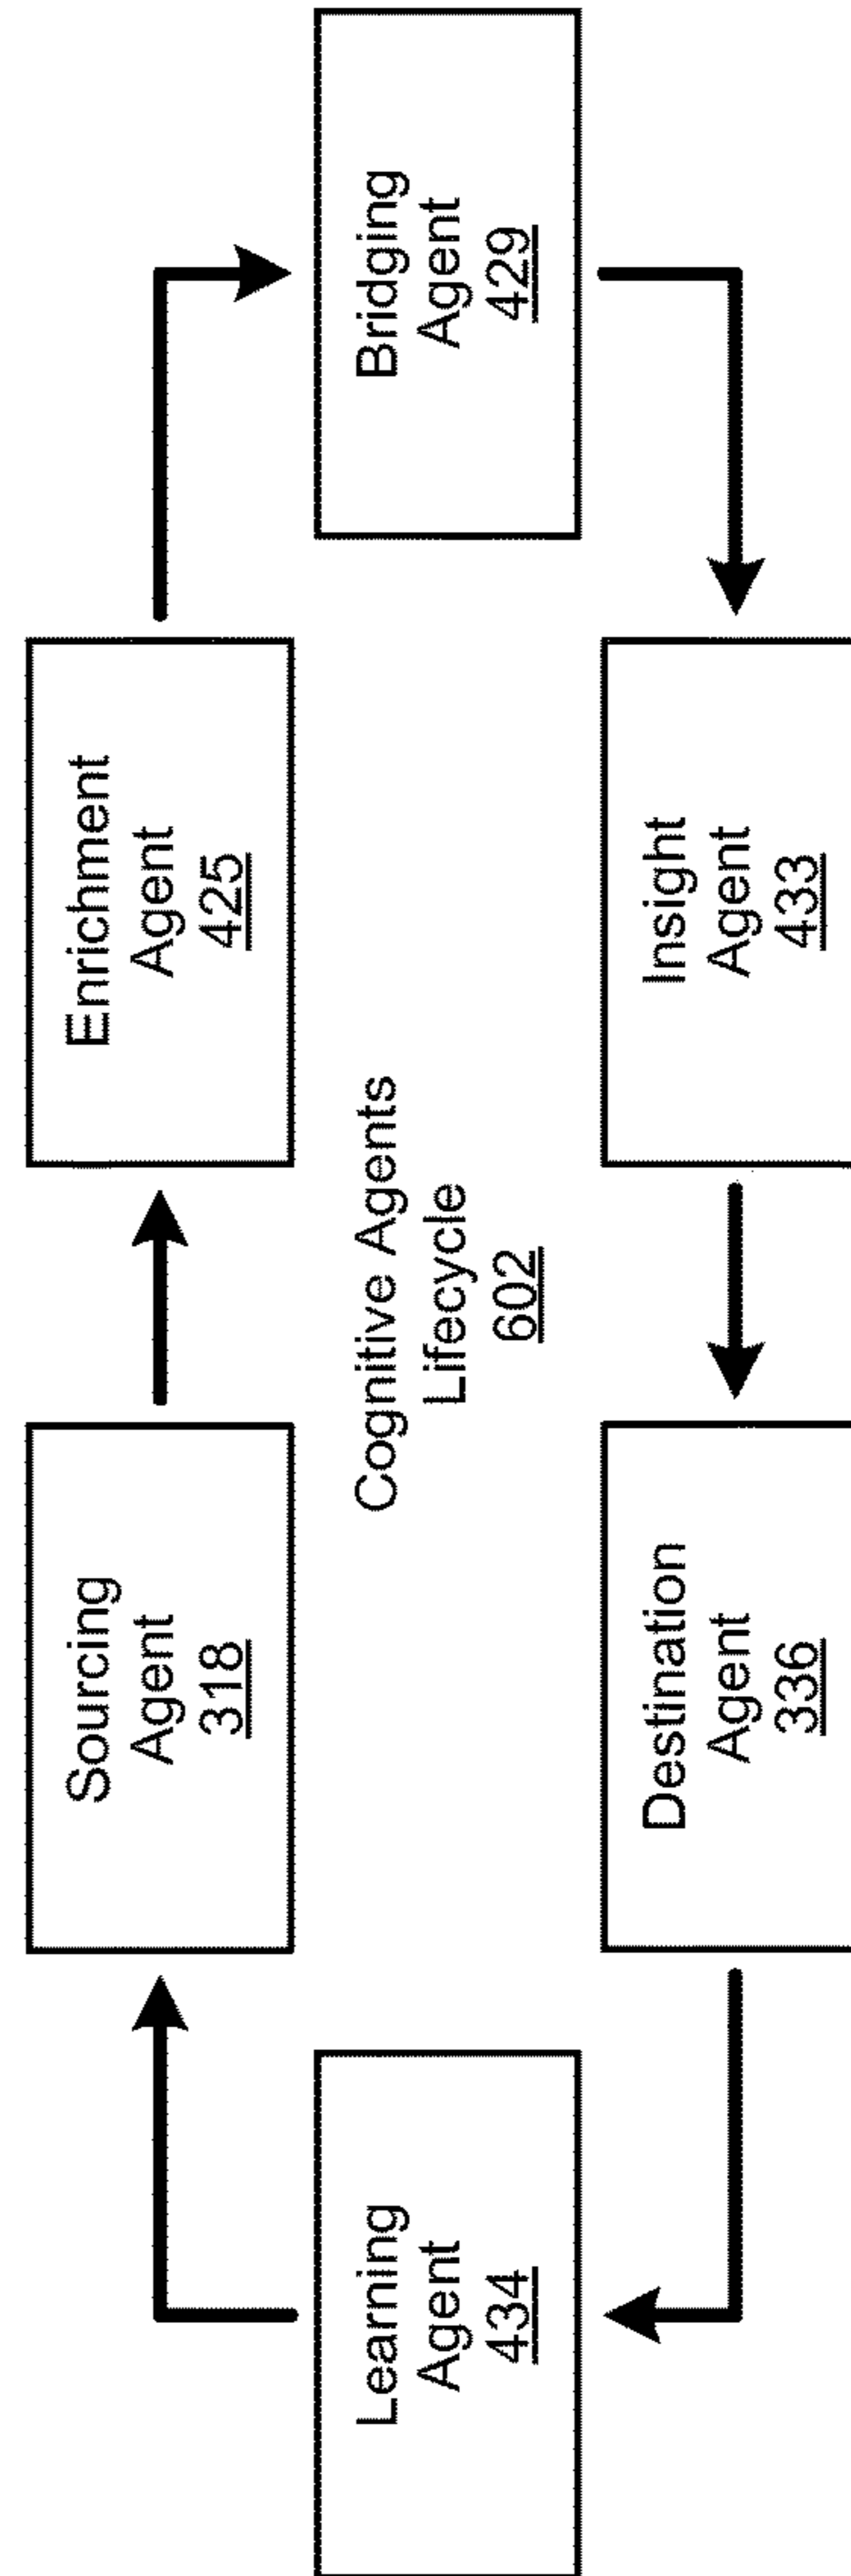 Sourcing
Agent
318
Enrichment
Agent
425
Learning
Agent
434
Cognitive Agents
Lifecycle
602
Bridging
Agent
429
Destination
Agent
336
Insight
Agent
433